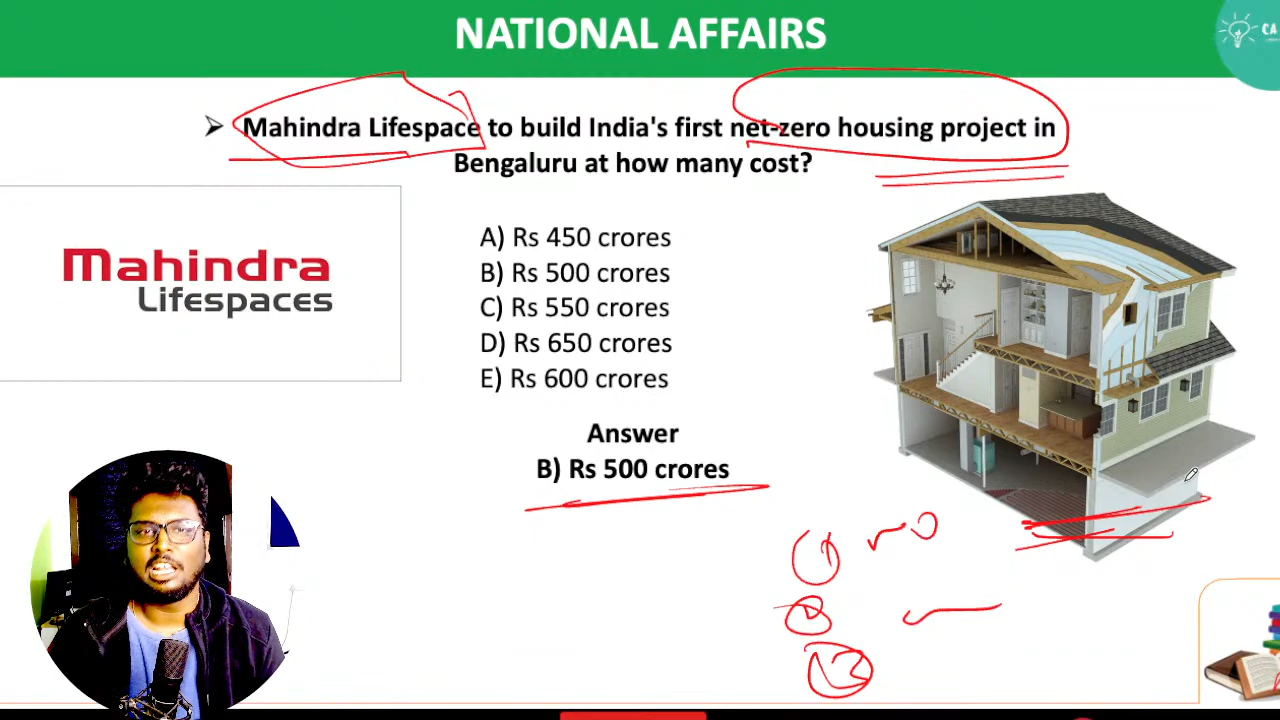 NATIONAL AFFAIRS
CA
➢ Mahindra Lifespace to build India's first net-zero housing project in
Bengaluru at how many cost?
Mahindra
Lifespaces
A) Rs 450 crores
B) Rs 500 crores
C) Rs 550 crores
D) Rs 650 crores
E) Rs 600 crores
Answer
B) Rs 500 crores